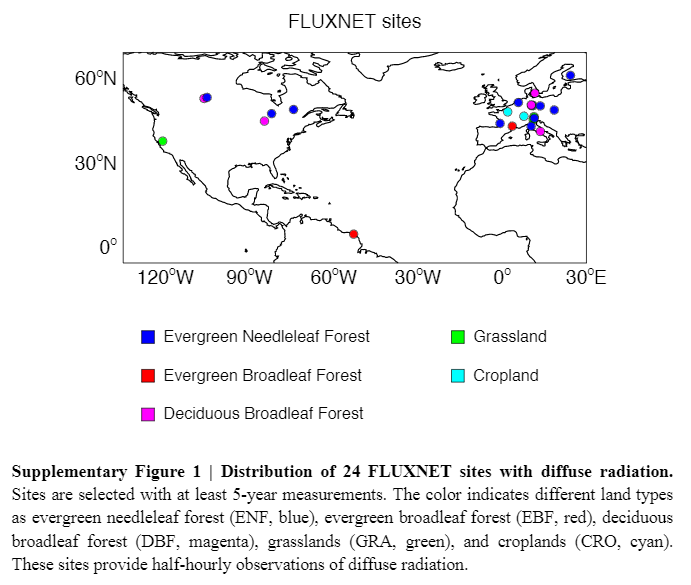 FLUXNET sites
60°N
30°N
0°
120°W 90°W 60°W 30°W 0° 30°E
Evergreen Needleleaf Forest
Grassland
Evergreen Broadleaf Forest
Cropland
Deciduous Broadleaf Forest
Supplementary Figure 1 | Distribution of 24 FLUXNET sites with diffuse radiation.
Sites are selected with at least 5-year measurements. The color indicates different land types
as evergreen needleleaf forest (ENF, blue), evergreen broadleaf forest (EBF, red), deciduous
broadleaf forest (DBF, magenta), grasslands (GRA, green), and croplands (CRO, cyan).
These sites provide half-hourly observations of diffuse radiation.